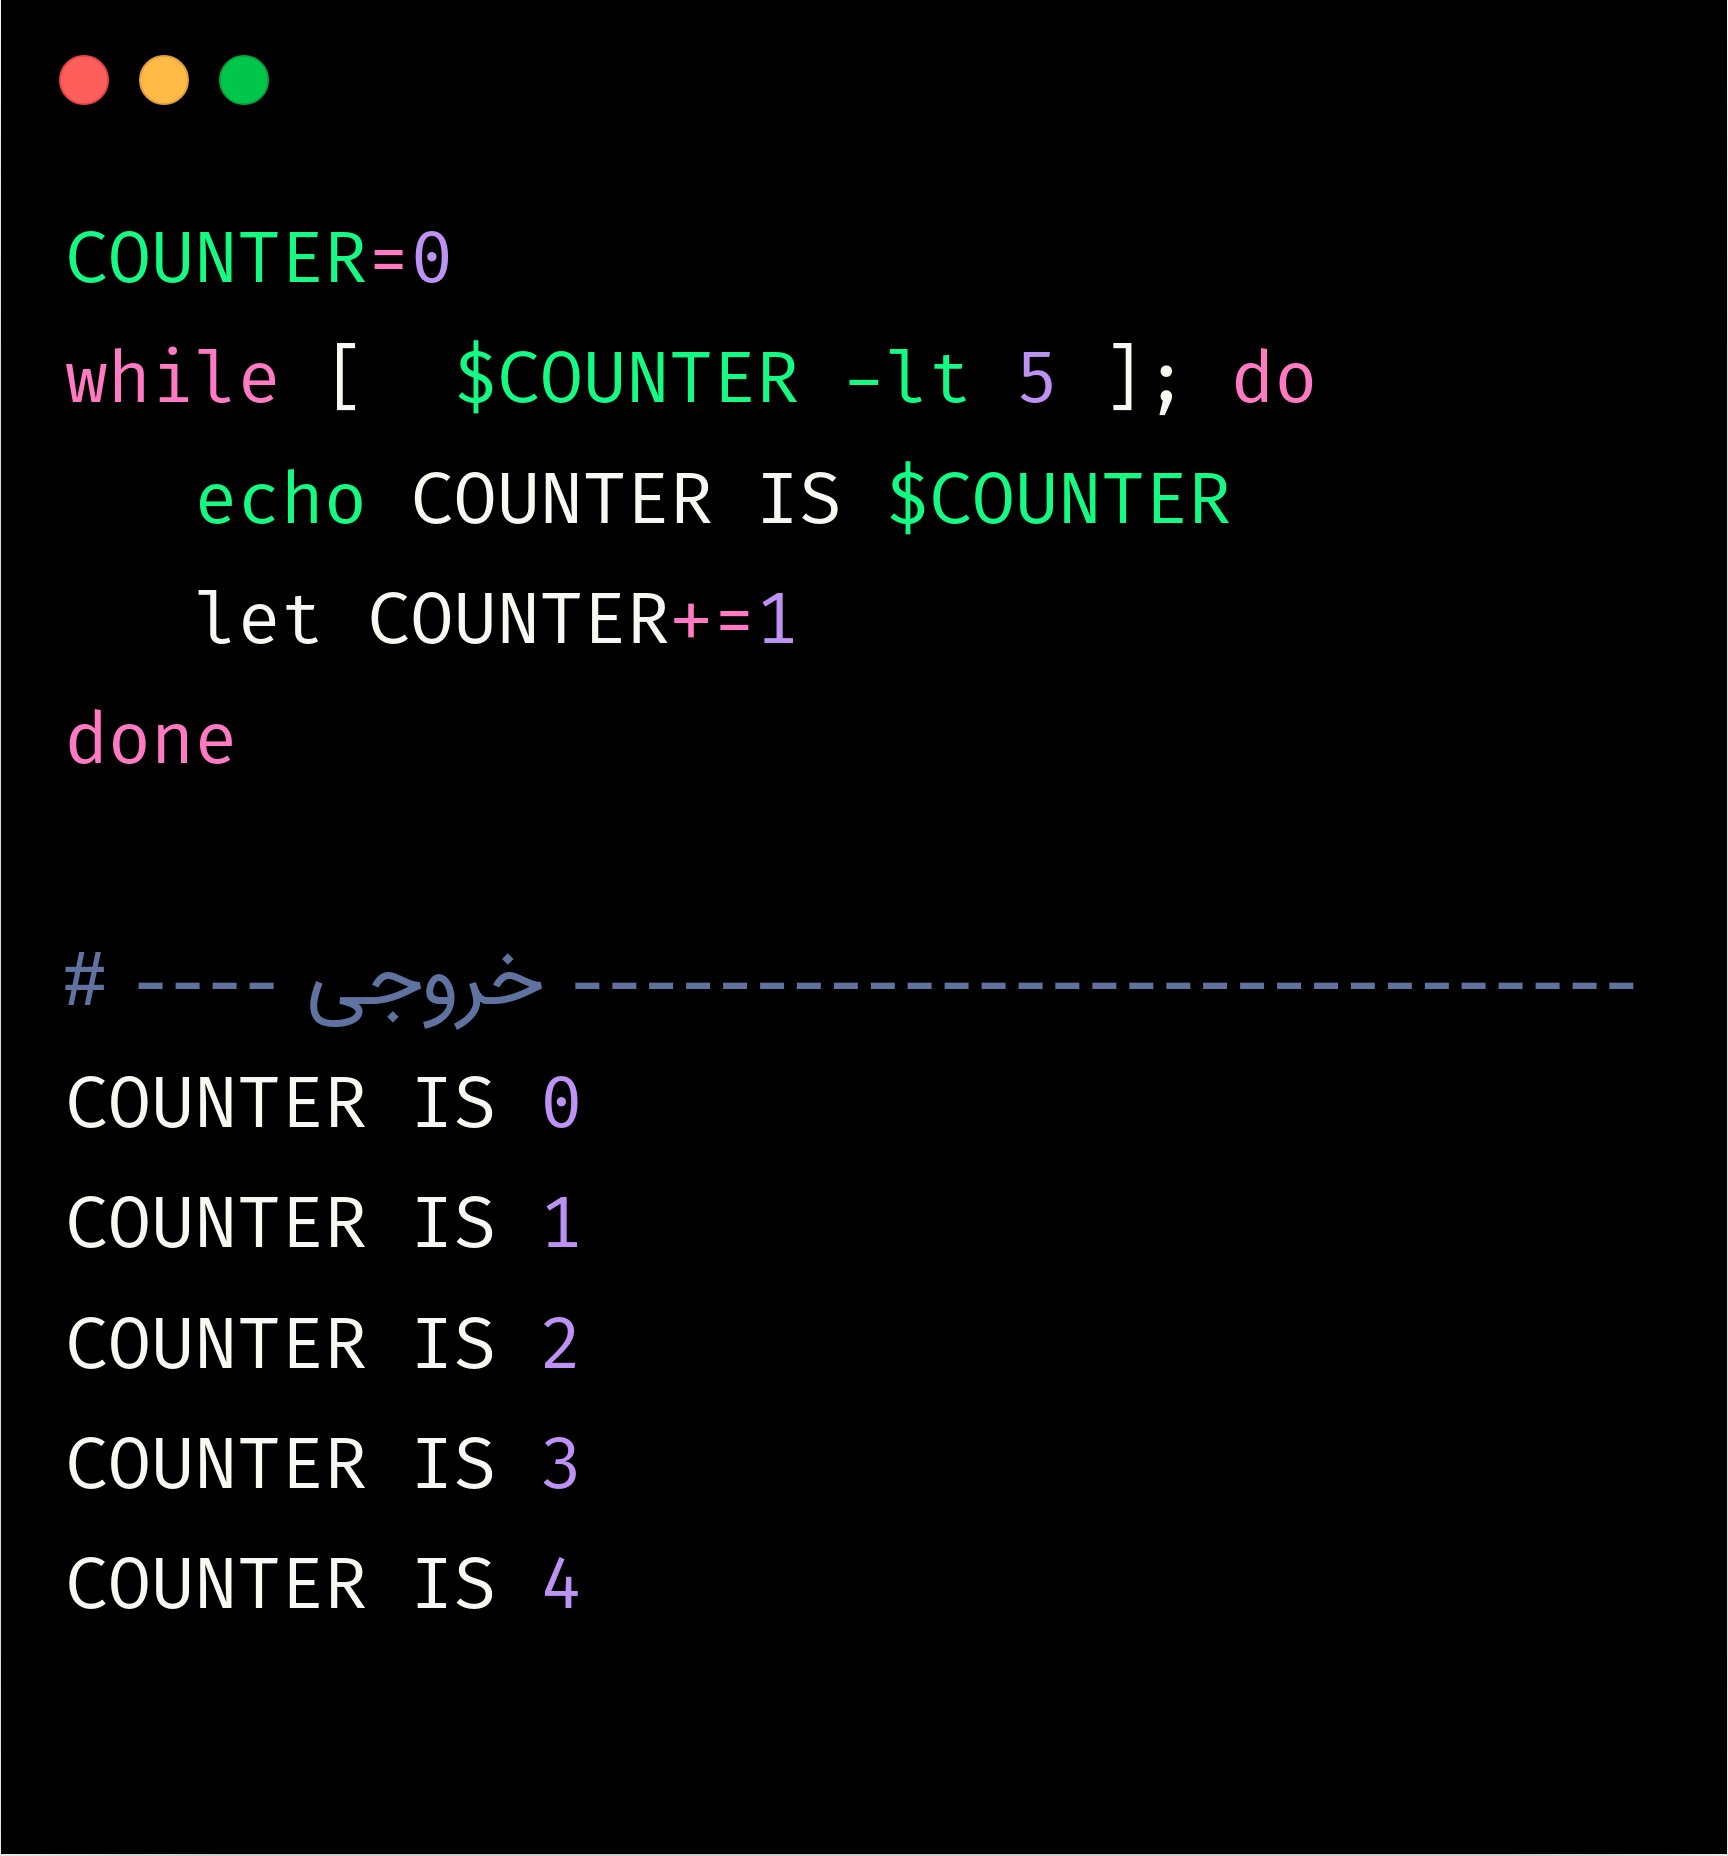 COUNTER=0
while [  $COUNTER -lt 5 ]; do
   echo COUNTER IS $COUNTER
   let COUNTER+=1
done
# ---- خروجی -----------------------------
COUNTER IS 0
COUNTER IS 1
COUNTER IS 2
COUNTER IS 3
COUNTER IS 4